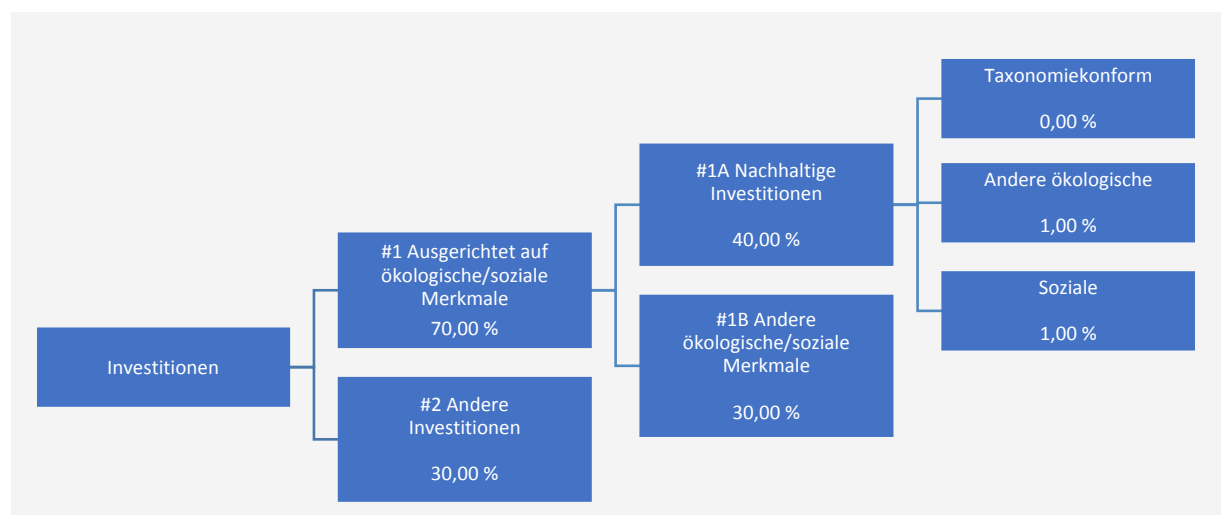 Investitionen
#1 Ausgerichtet auf
ökologische/soziale
Merkmale
70,00 %
#2 Andere
Investitionen
30,00 %
#1A Nachhaltige
Investitionen
40,00 %
#1B Andere
ökologische/soziale
Merkmale
30,00 %
Taxonomiekonform
0,00 %
Andere ökologische
1,00 %
Soziale
1,00 %